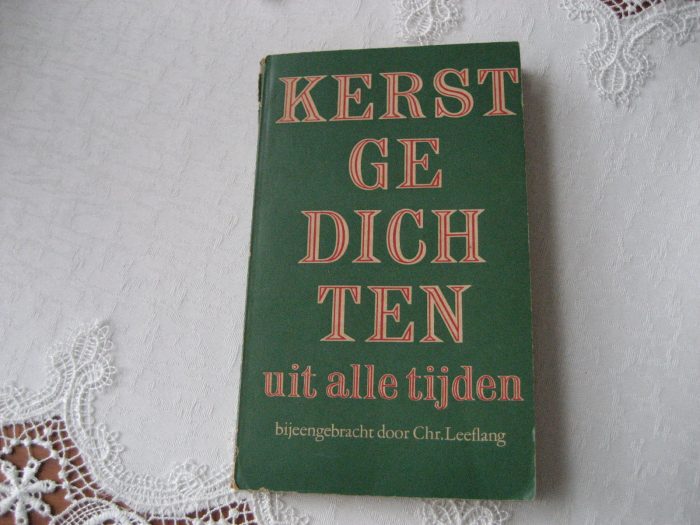 KERST
GE
DICH
TEN
uit alle tijden
bijeengebracht door Chr. Leeflang